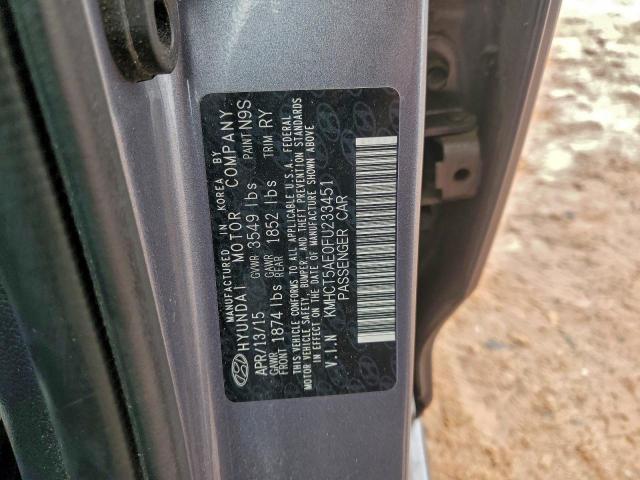 MANUFACTURED IN KOREA BY
HYUNDAI MOTOR COMPANY
APR/13/15 GVWR 3549 lbs PAINT N9S
GAWR FRONT 1874 lbs GAWR REAR 1852 lbs TRIM RY
THIS VEHICLE CONFORMS TO ALL APPLICABLE U.S.A. FEDERAL
MOTOR VEHICLE SAFETY, BUMPER, AND THEFT PREVENTION STANDARDS
IN EFFECT ON THE DATE OF MANUFACTURE SHOWN ABOVE
V.I.N KMHCT5AE0FU233451
PASSENGER CAR